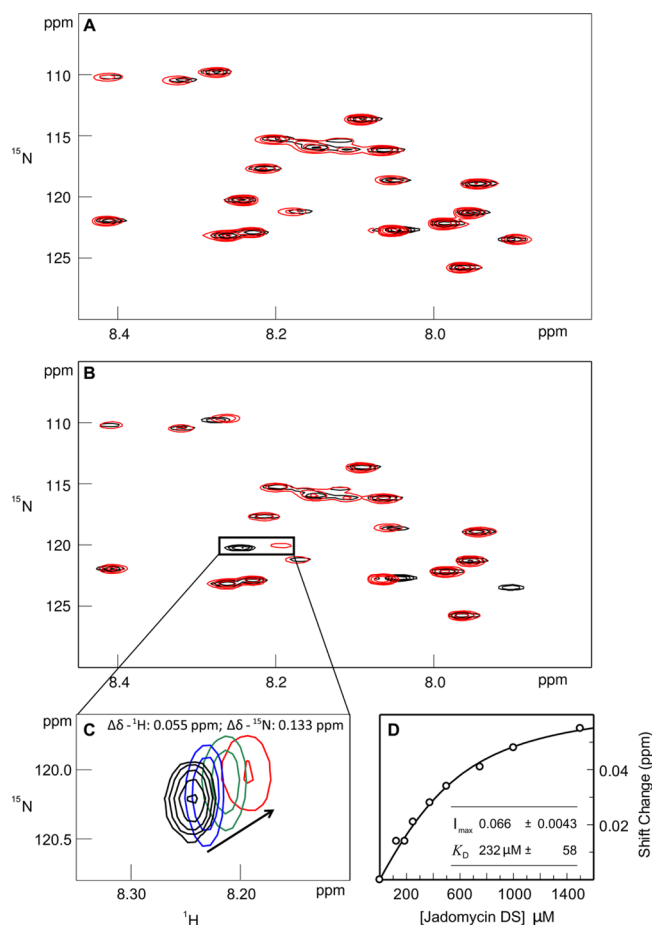 ppm
A
110
115
¹⁵N
120
125
8.4
8.2
8.0
ppm
ppm
B
110
115
¹⁵N
120
125
8.4
8.2
8.0
ppm
ppm
C
Δδ-¹H: 0.055 ppm; Δδ-¹⁵N: 0.133 ppm
120.0
¹⁵N
120.5
8.30
8.20
ppm
¹H
D
0.04
0.02
Shift Change (ppm)
Imax 0.066 ± 0.0043
KD 232 μM ± 58
200 600 1000 1400
[Jadomycin DS] μM